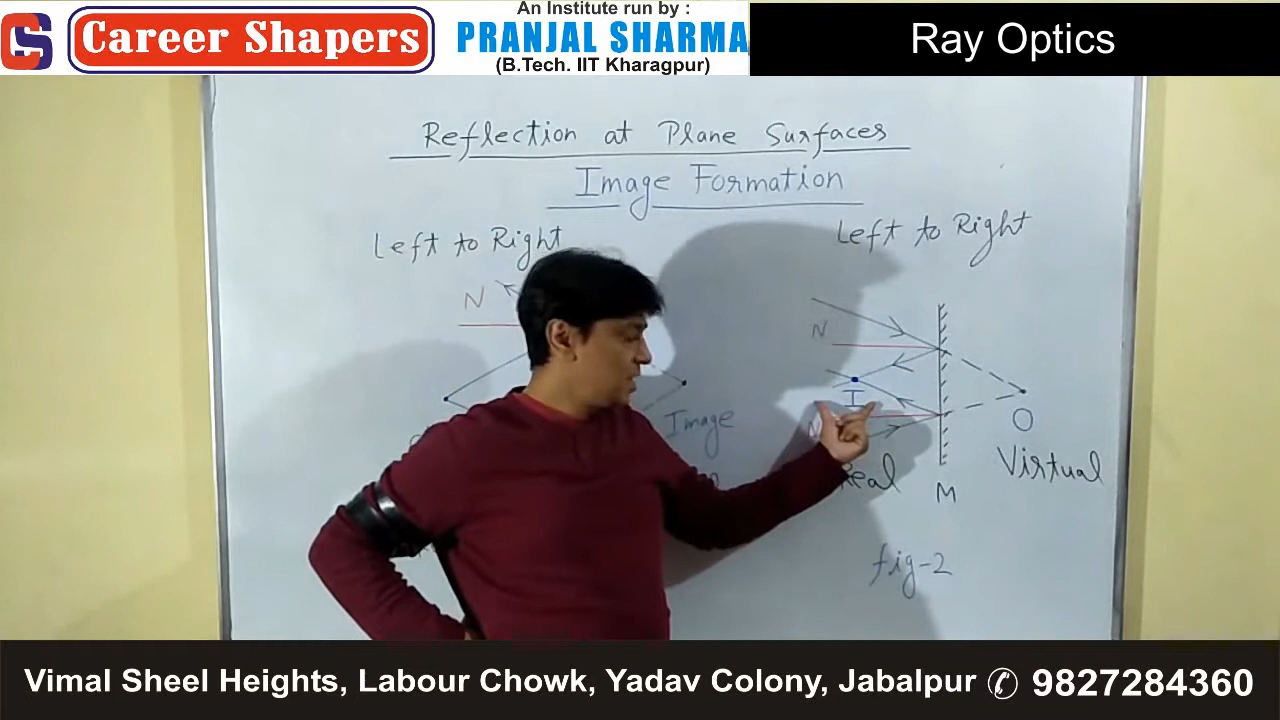 CS Career Shapers
An Institute run by :
PRANJAL SHARMA
(B.Tech. IIT Kharagpur)
Ray Optics
Reflection at Plane Surfaces
Image Formation
Left to Right
N
Image
Left to Right
N
I
N
Real
M
O
Virtual
fig-2
Vimal Sheel Heights, Labour Chowk, Yadav Colony, Jabalpur ✆ 9827284360